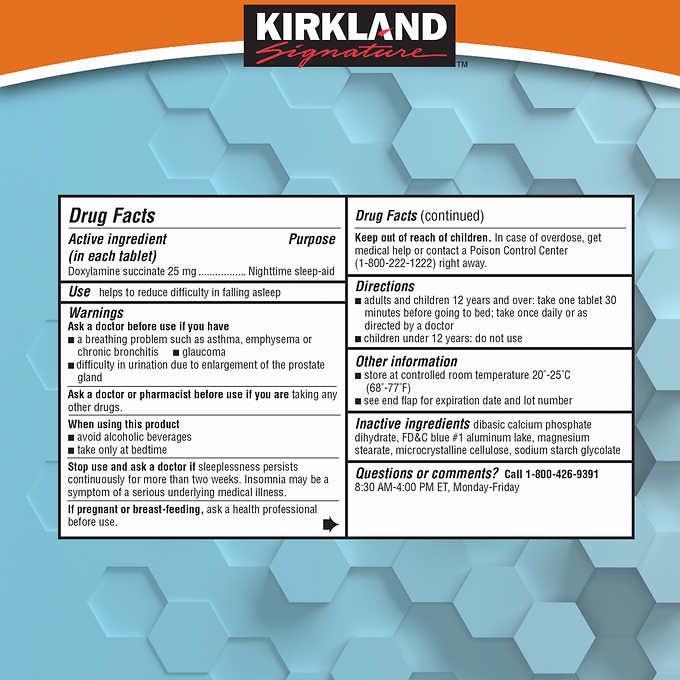 KIRKLAND
Signature
™
Drug Facts
Active ingredient Purpose
(in each tablet)
Doxylamine succinate 25 mg ................. Nighttime sleep-aid
Use helps to reduce difficulty in falling asleep
Warnings
Ask a doctor before use if you have
■ a breathing problem such as asthma, emphysema or
chronic bronchitis ■ glaucoma
■ difficulty in urination due to enlargement of the prostate
gland
Ask a doctor or pharmacist before use if you are taking any
other drugs.
When using this product
■ avoid alcoholic beverages
■ take only at bedtime
Stop use and ask a doctor if sleeplessness persists
continuously for more than two weeks. Insomnia may be a
symptom of a serious underlying medical illness.
If pregnant or breast-feeding, ask a health professional
before use.
Drug Facts (continued)
Keep out of reach of children. In case of overdose, get
medical help or contact a Poison Control Center
(1-800-222-1222) right away.
Directions
■ adults and children 12 years and over: take one tablet 30
minutes before going to bed; take once daily or as
directed by a doctor
■ children under 12 years: do not use
Other information
■ store at controlled room temperature 20˚-25˚C
(68˚-77˚F)
■ see end flap for expiration date and lot number
Inactive ingredients dibasic calcium phosphate
dihydrate, FD&C blue #1 aluminum lake, magnesium
stearate, microcrystalline cellulose, sodium starch glycolate
Questions or comments? Call 1-800-426-9391
8:30 AM-4:00 PM ET, Monday-Friday